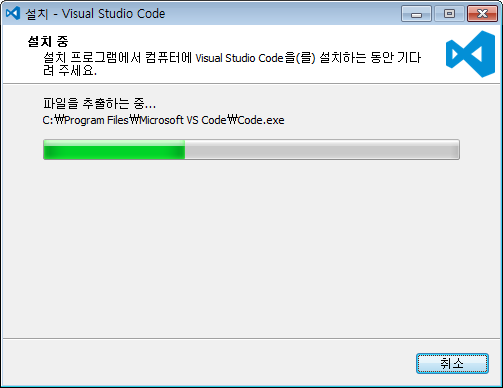 설치 - Visual Studio Code
설치 중
설치 프로그램에서 컴퓨터에 Visual Studio Code을(를) 설치하는 동안 기다
려 주세요.
파일을 추출하는 중...
C:₩Program Files₩Microsoft VS Code₩Code.exe
취소